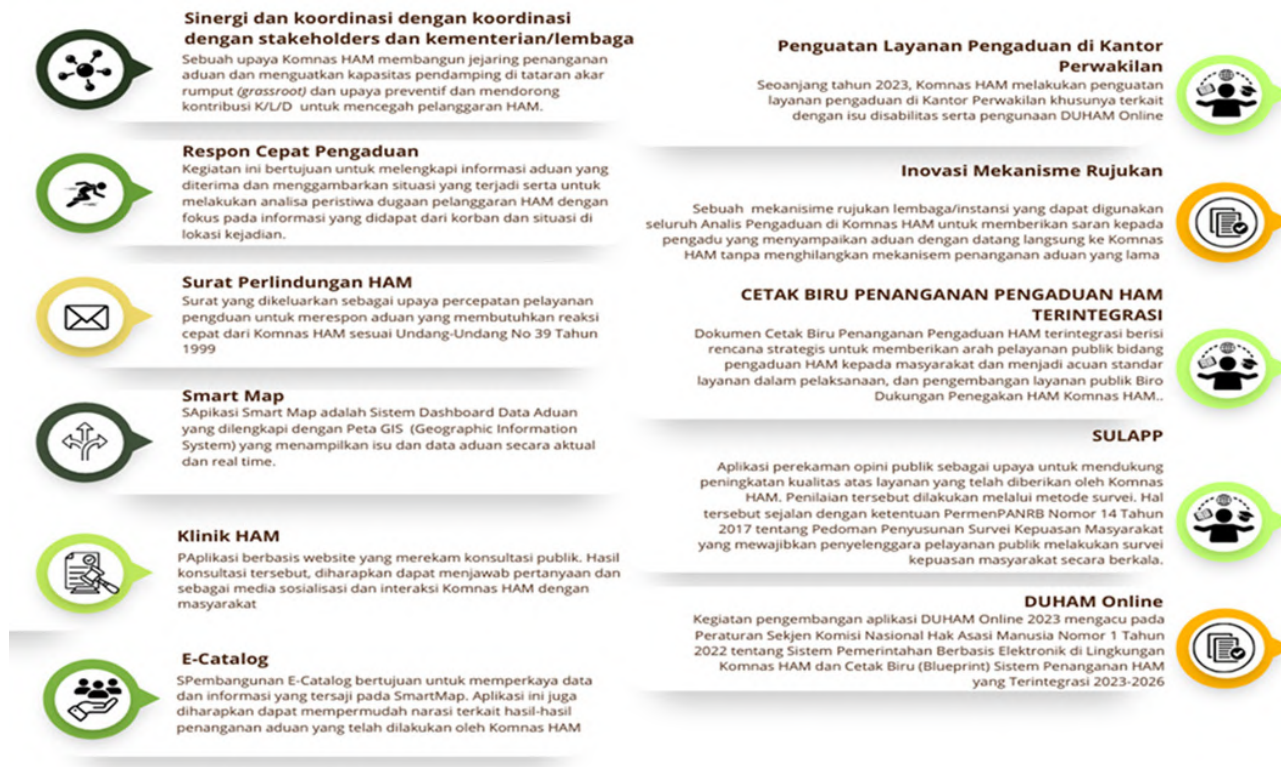 Sinergi dan koordinasi dengan koordinasi
dengan stakeholders dan kementerian/lembaga
Sebuah upaya Komnas HAM membangun jejaring penanganan
aduan dan menguatkan kapasitas pendamping di tataran akar
rumput (grassroot) dan upaya preventif dan mendorong
kontribusi K/L/D untuk mencegah pelanggaran HAM.
Respon Cepat Pengaduan
Kegiatan ini bertujuan untuk melengkapi informasi aduan yang
diterima dan menggambarkan situasi yang terjadi serta untuk
melakukan analisa peristiwa dugaan pelanggaran HAM dengan
fokus pada informasi yang didapat dari korban dan situasi di
lokasi kejadian.
Surat Perlindungan HAM
Surat yang dikeluarkan sebagai upaya percepatan pelayanan
pengduan untuk merespon aduan yang membutuhkan reaksi
cepat dari Komnas HAM sesuai Undang-Undang No 39 Tahun
1999
Smart Map
SApikasi Smart Map adalah Sistem Dashboard Data Aduan
yang dilengkapi dengan Peta GIS (Geographic Information
System) yang menampilkan isu dan data aduan secara aktual
dan real time.
Klinik HAM
PAplikasi berbasis website yang merekam konsultasi publik. Hasil
konsultasi tersebut, diharapkan dapat menjawab pertanyaan dan
sebagai media sosialisasi dan interaksi Komnas HAM dengan
masyarakat
E-Catalog
SPembangunan E-Catalog bertujuan untuk memperkaya data
dan informasi yang tersaji pada SmartMap. Aplikasi ini juga
diharapkan dapat mempermudah narasi terkait hasil-hasil
penanganan aduan yang telah dilakukan oleh Komnas HAM
Penguatan Layanan Pengaduan di Kantor
Perwakilan
Seoanjang tahun 2023, Komnas HAM melakukan penguatan
layanan pengaduan di Kantor Perwakilan khusunya terkait
dengan isu disabilitas serta pengunaan DUHAM Online
Inovasi Mekanisme Rujukan
Sebuah mekanisime rujukan lembaga/instansi yang dapat digunakan
seluruh Analis Pengaduan di Komnas HAM untuk memberikan saran kepada
pengadu yang menyampaikan aduan dengan datang langsung ke Komnas
HAM tanpa menghilangkan mekanisem penanganan aduan yang lama
CETAK BIRU PENANGANAN PENGADUAN HAM
TERINTEGRASI
Dokumen Cetak Biru Penanganan Pengaduan HAM terintegrasi berisi
rencana strategis untuk memberikan arah pelayanan publik bidang
pengaduan HAM kepada masyarakat dan menjadi acuan standar
layanan dalam pelaksanaan, dan pengembangan layanan publik Biro
Dukungan Penegakan HAM Komnas HAM..
SULAPP
Aplikasi perekaman opini publik sebagai upaya untuk mendukung
peningkatan kualitas atas layanan yang telah diberikan oleh Komnas
HAM. Penilaian tersebut dilakukan melalui metode survei. Hal
tersebut sejalan dengan ketentuan PermenPANRB Nomor 14 Tahun
2017 tentang Pedoman Penyusunan Survei Kepuasan Masyarakat
yang mewajibkan penyelenggara pelayanan publik melakukan survei
kepuasan masyarakat secara berkala.
DUHAM Online
Kegiatan pengembangan aplikasi DUHAM Online 2023 mengacu pada
Peraturan Sekjen Komisi Nasional Hak Asasi Manusia Nomor 1 Tahun
2022 tentang Sistem Pemerintahan Berbasis Elektronik di Lingkungan
Komnas HAM dan Cetak Biru (Blueprint) Sistem Penanganan HAM
yang Terintegrasi 2023-2026